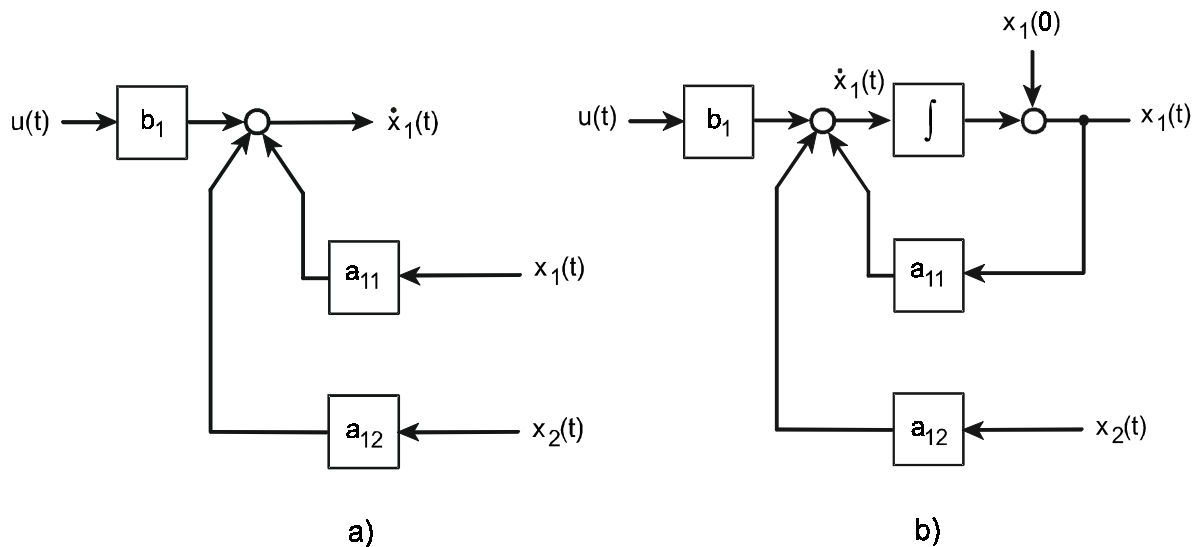 u(t)
b1
ẋ1(t)
a11
x1(t)
a12
x2(t)
a)
x1(0)
u(t)
b1
ẋ1(t)
∫
x1(t)
a11
a12
x2(t)
b)